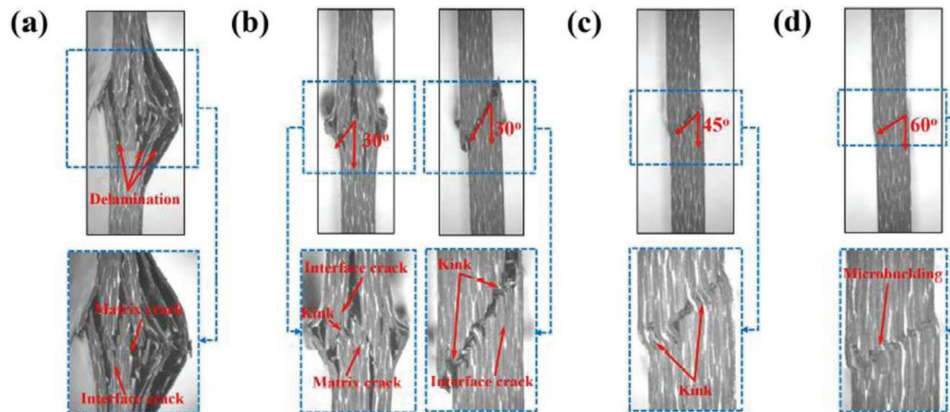 (a)
(b)
(c)
(d)
30°
30°
45°
60°
Delamination
Matrix crack
Interface crack
Interface crack
Kink
Matrix crack
Kink
Interface crack
Kink
Microbuckling